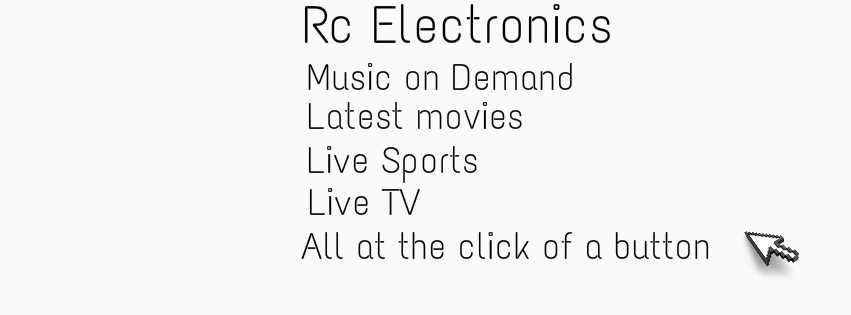 Rc Electronics
Music on Demand
Latest movies
Live Sports
Live TV
All at the click of a button